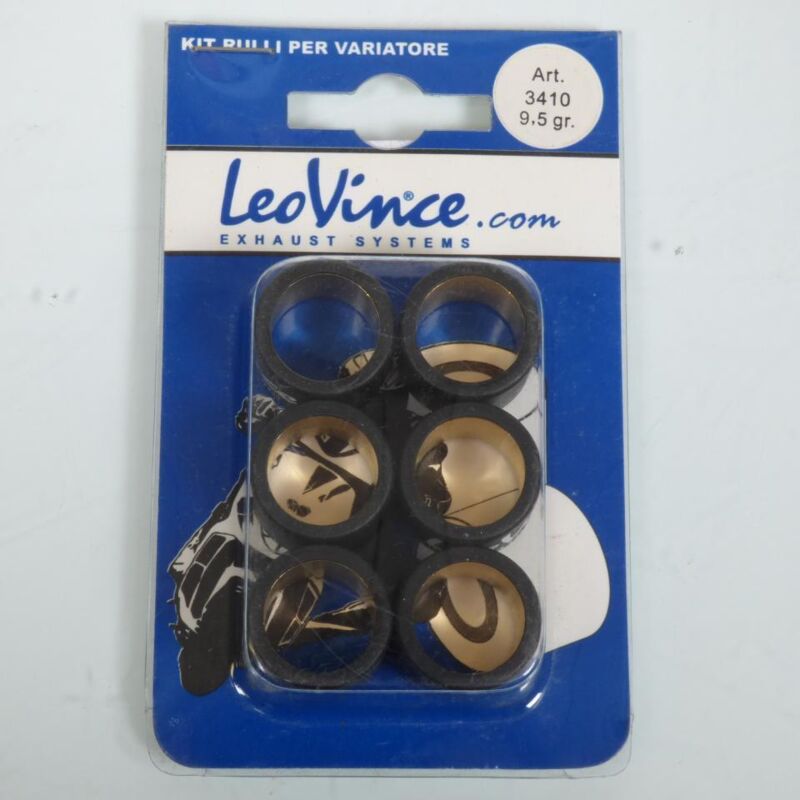 KIT RULLI PER VARIATORE
Art.
3410
9,5 gr.
LeoVince®.com
EXHAUST SYSTEMS